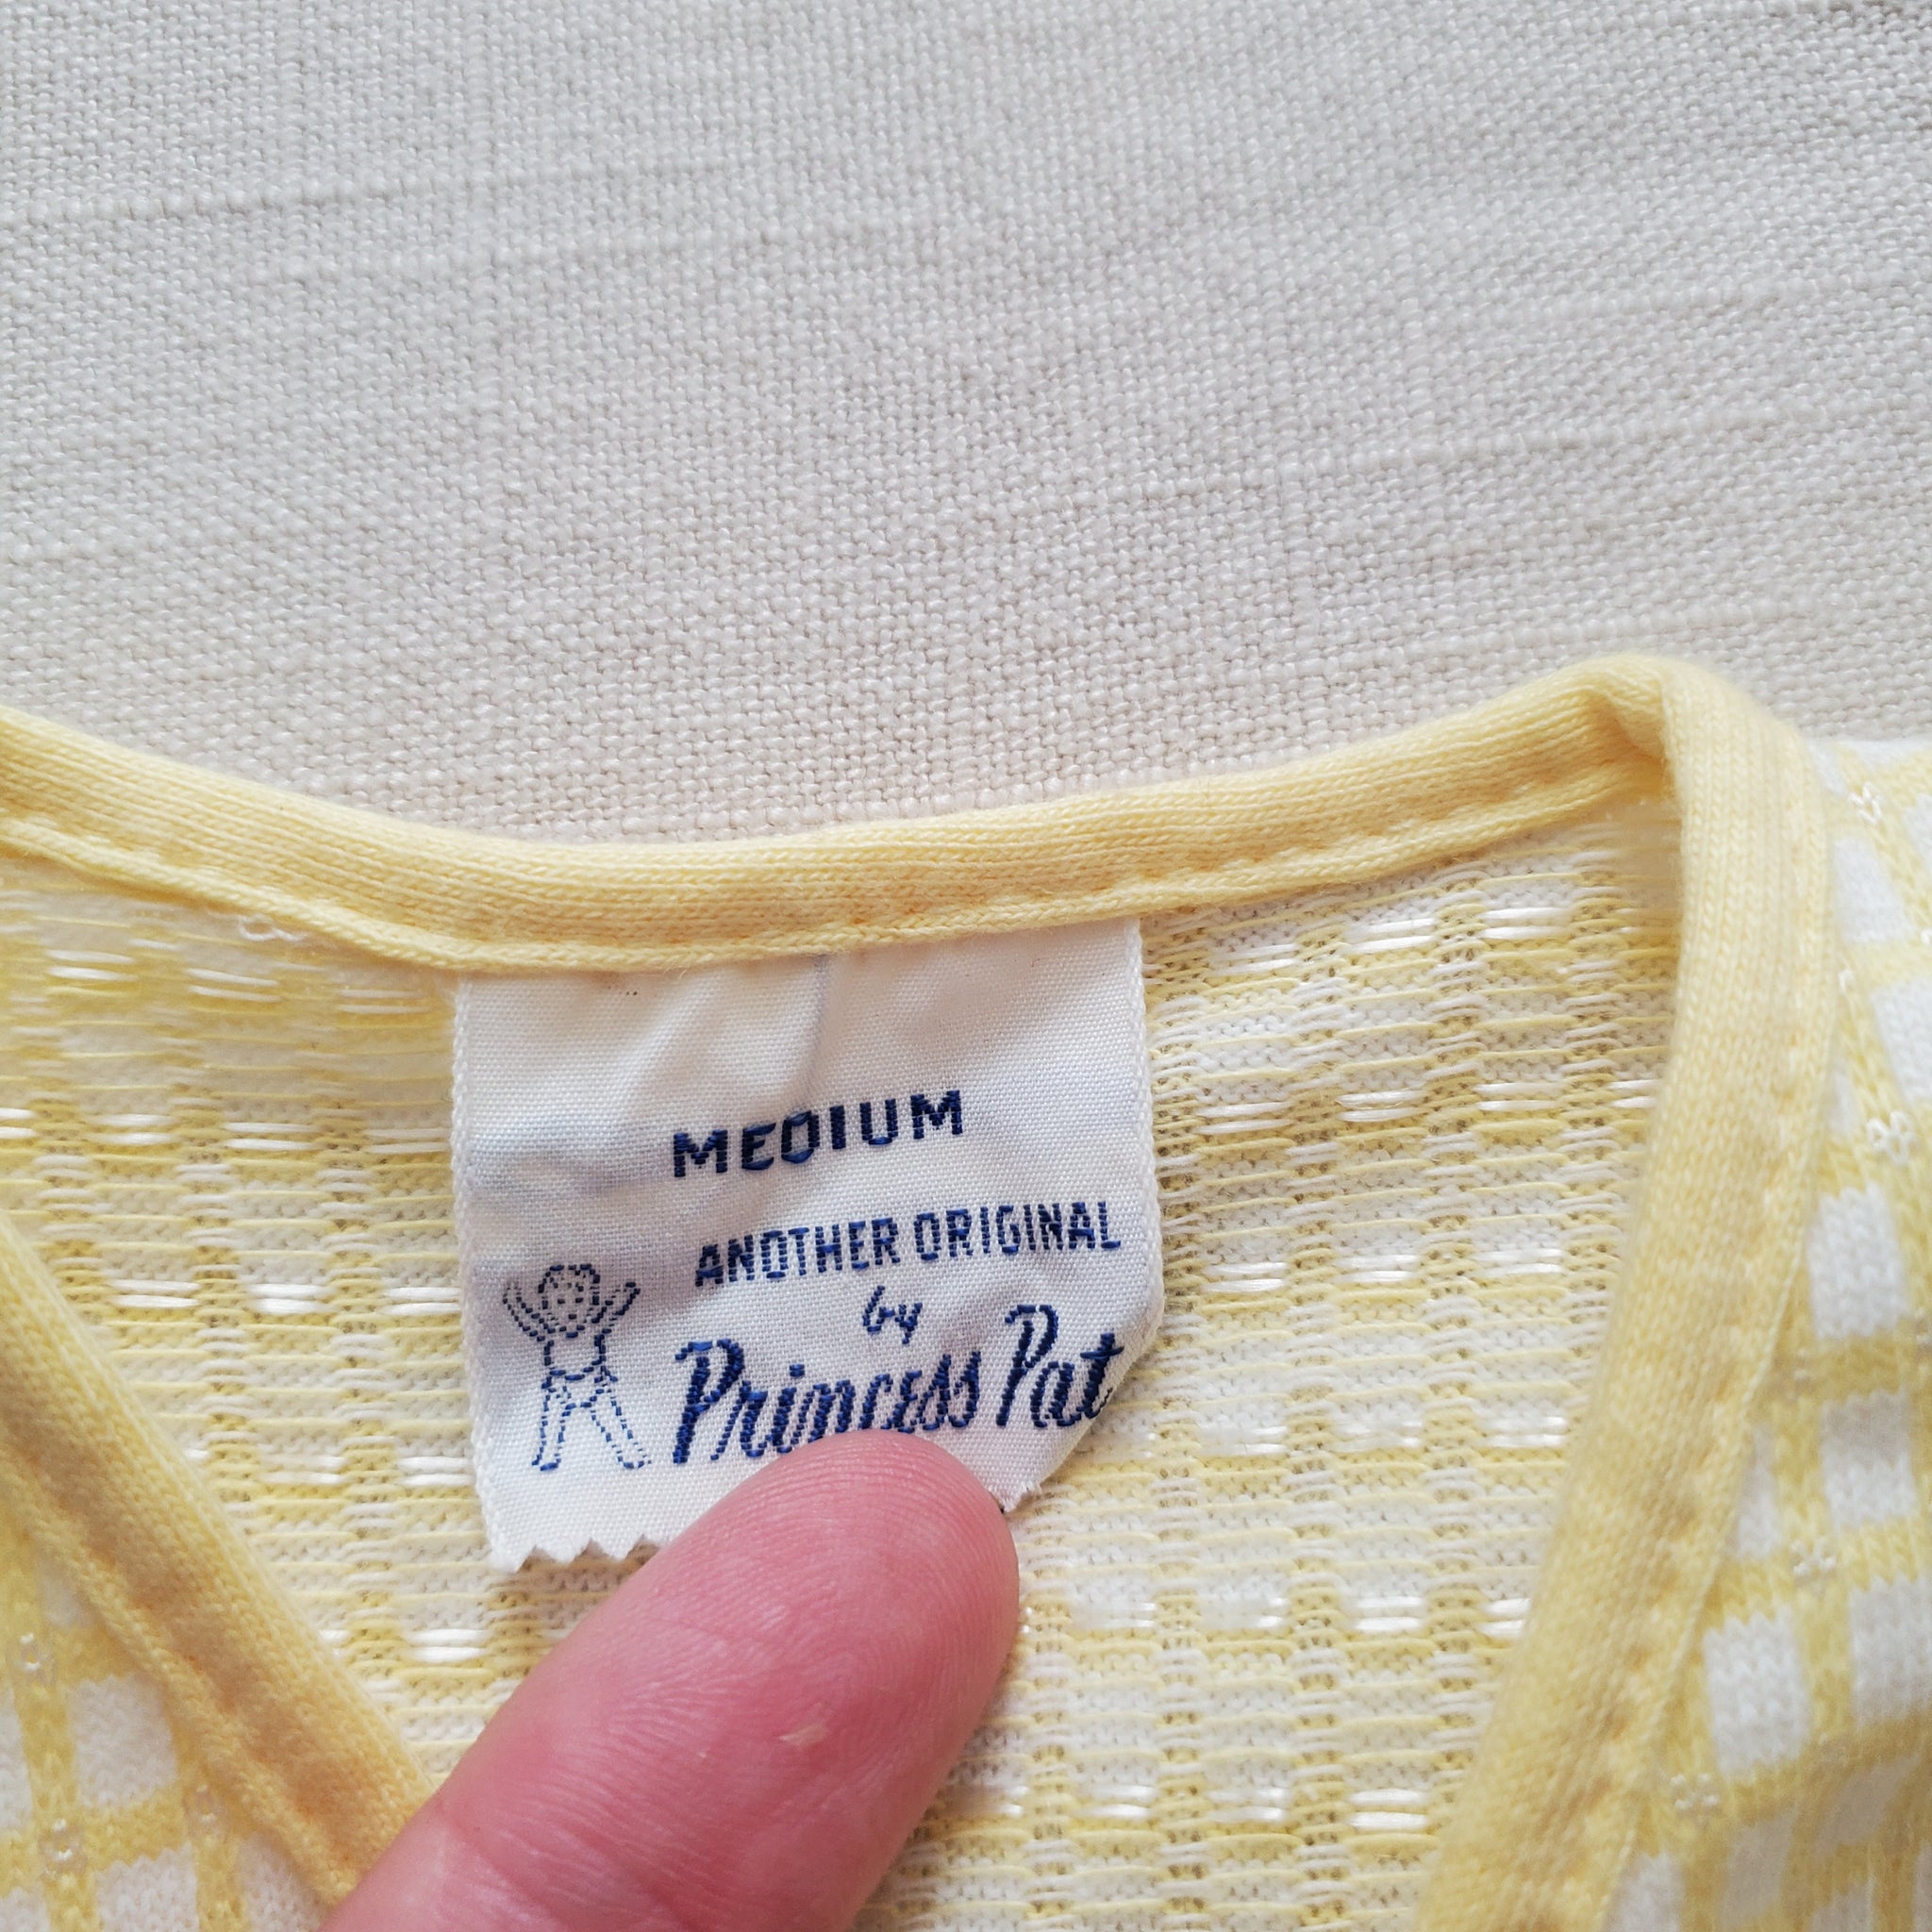 MEDIUM
ANOTHER ORIGINAL
by
Princess Pat